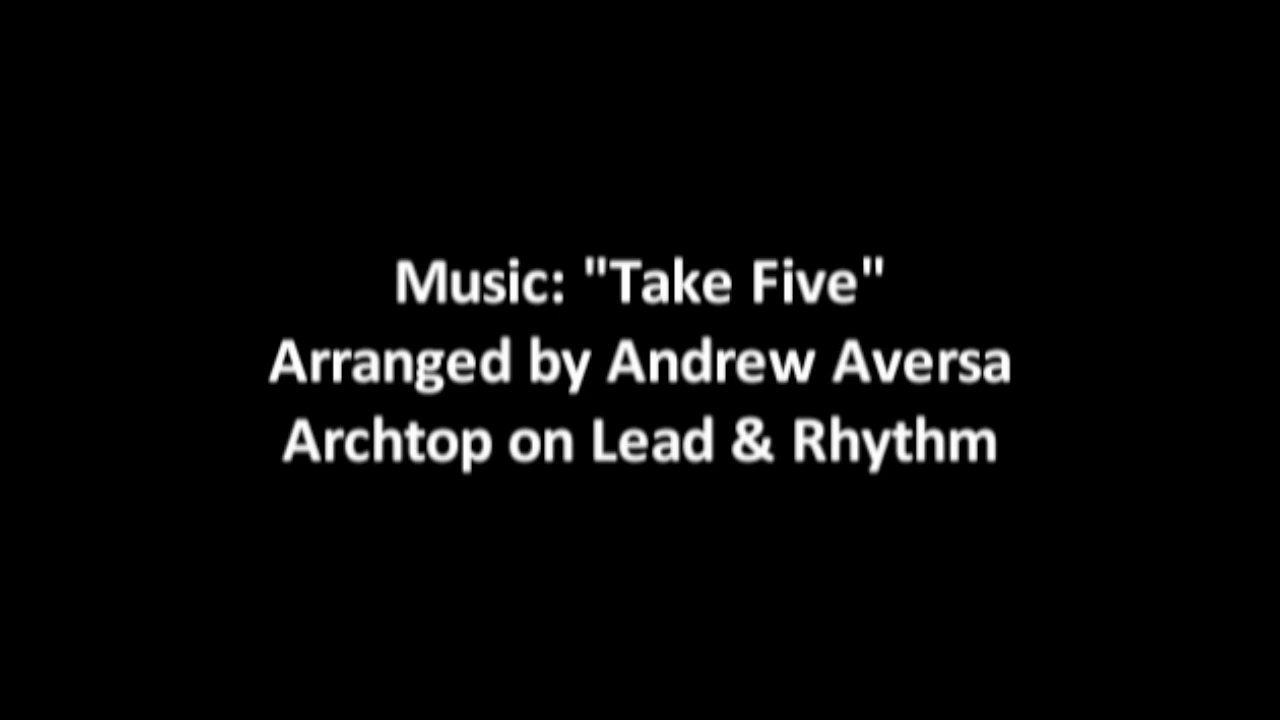 Music: "Take Five"
Arranged by Andrew Aversa
Archtop on Lead & Rhythm